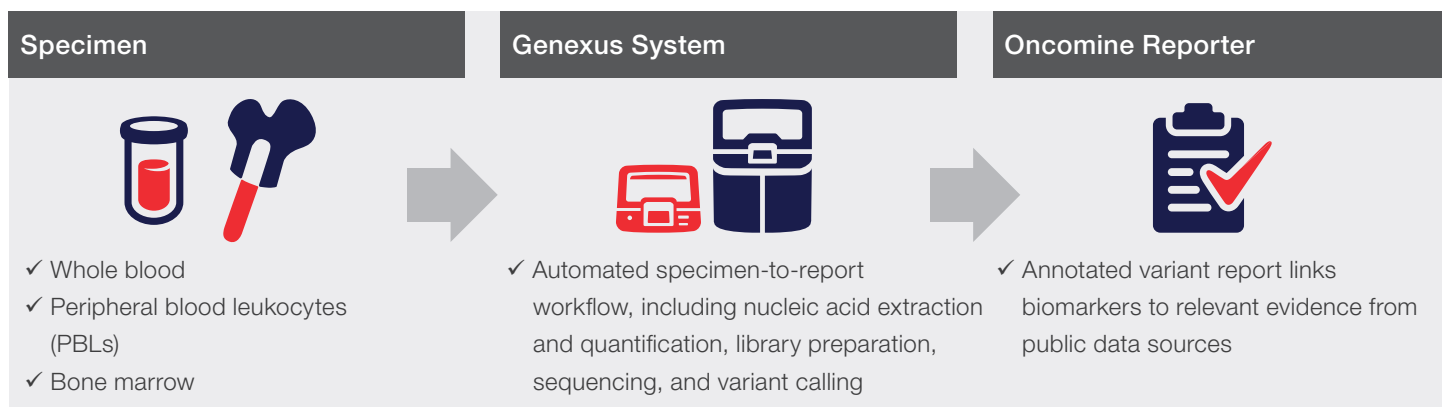 Specimen
Genexus System
Oncomine Reporter
✓ Whole blood
✓ Peripheral blood leukocytes
(PBLs)
✓ Bone marrow
✓ Automated specimen-to-report
workflow, including nucleic acid extraction
and quantification, library preparation,
sequencing, and variant calling
✓ Annotated variant report links
biomarkers to relevant evidence from
public data sources